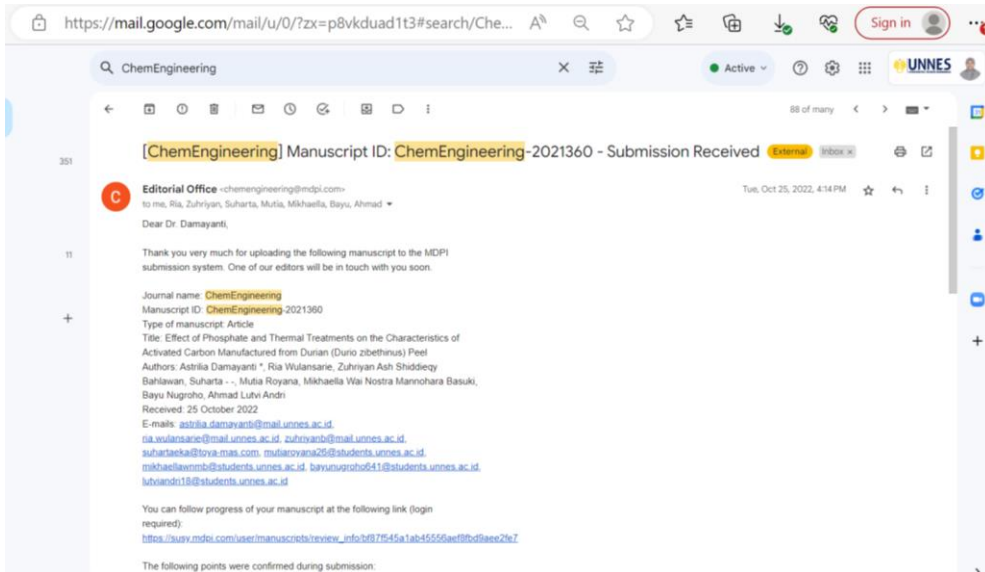 https://mail.google.com/mail/u/0/?zx=p8vkduad1t3#search/Che...
Sign in
ChemEngineering
Active
UNNES
88 of many
351
[ChemEngineering] Manuscript ID: ChemEngineering-2021360 - Submission Received External Inbox x
Editorial Office <chemengineering@mdpi.com>
Tue, Oct 25, 2022, 4:14 PM
C
to me, Ria, Zuhriyan, Suharta, Mutia, Mikhaella, Bayu, Ahmad
Dear Dr. Damayanti,
11
Thank you very much for uploading the following manuscript to the MDPI
submission system. One of our editors will be in touch with you soon.
Journal name: ChemEngineering
Manuscript ID: ChemEngineering-2021360
Type of manuscript: Article
Title: Effect of Phosphate and Thermal Treatments on the Characteristics of
Activated Carbon Manufactured from Durian (Durio zibethinus) Peel
Authors: Astrilia Damayanti *, Ria Wulansarie, Zuhriyan Ash Shiddieqy
Bahlawan, Suharta - -, Mutia Royana, Mikhaella Wai Nostra Mannohara Basuki,
Bayu Nugroho, Ahmad Lutvi Andri
Received: 25 October 2022
E-mails: astrilia.damayanti@mail.unnes.ac.id,
ria.wulansarie@mail.unnes.ac.id, zuhriyanb@mail.unnes.ac.id,
suhartaeka@toya-mas.com, mutiaroyana26@students.unnes.ac.id,
mikhaellawnmb@students.unnes.ac.id, bayunugroho641@students.unnes.ac.id,
lutviandri18@students.unnes.ac.id
You can follow progress of your manuscript at the following link (login
required):
https://susy.mdpi.com/user/manuscripts/review_info/bf87f545a1ab45556aef8fbd9aee2fe7
The following points were confirmed during submission: